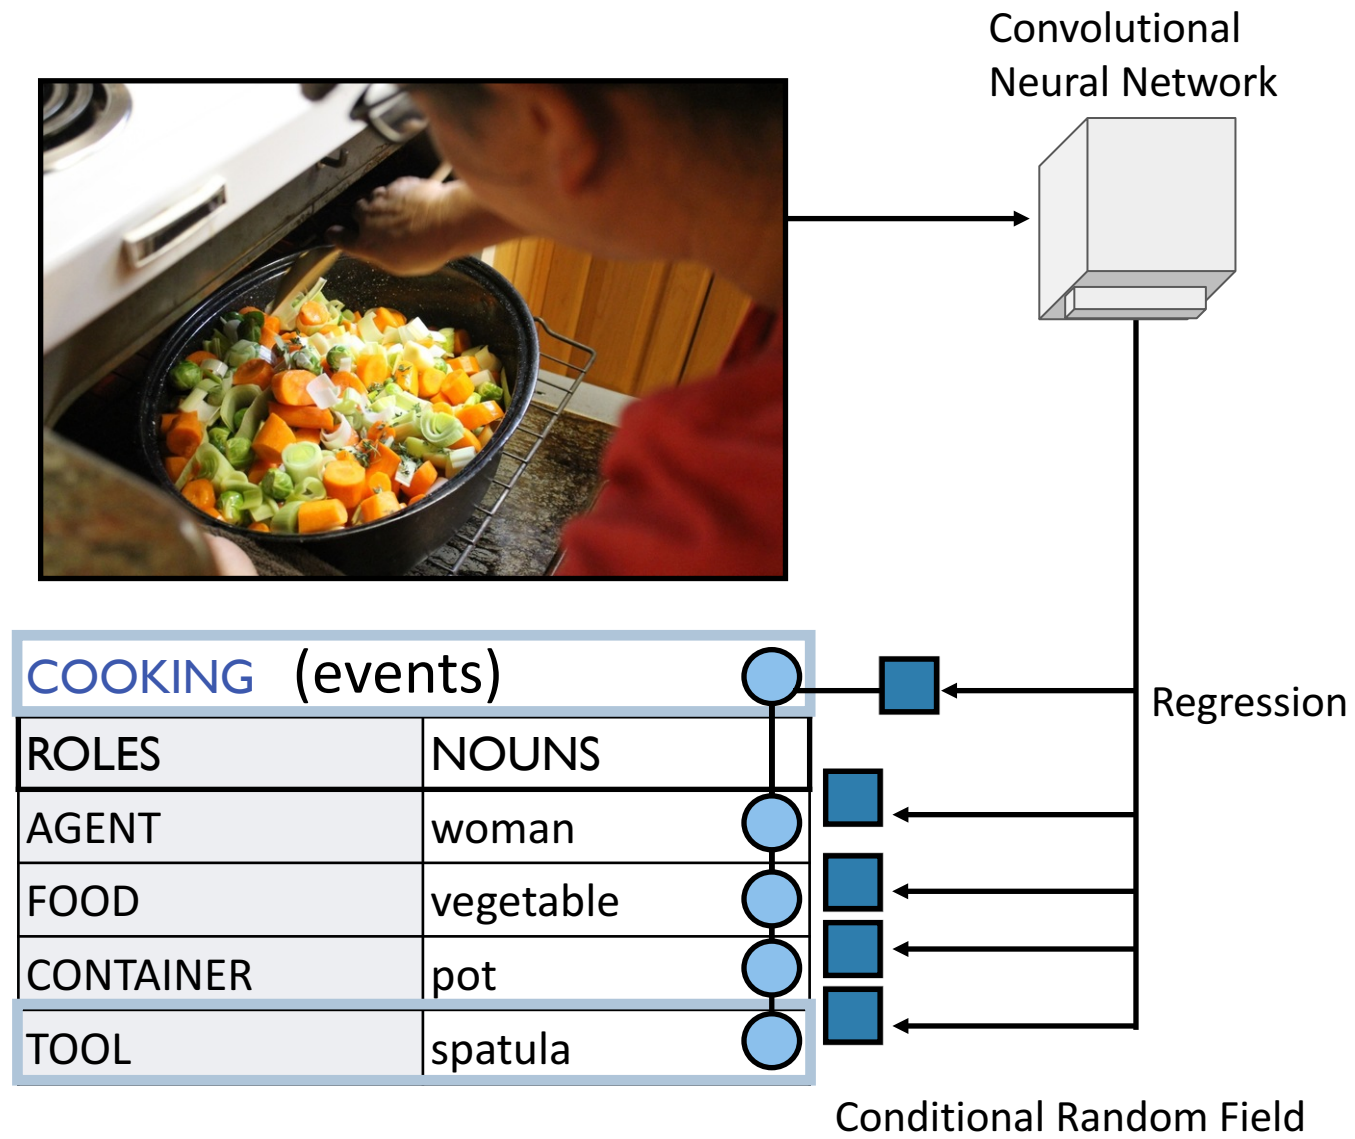 Convolutional
Neural Network
COOKING (events)
Regression
ROLES NOUNS
AGENT woman
FOOD vegetable
CONTAINER pot
TOOL spatula
Conditional Random Field